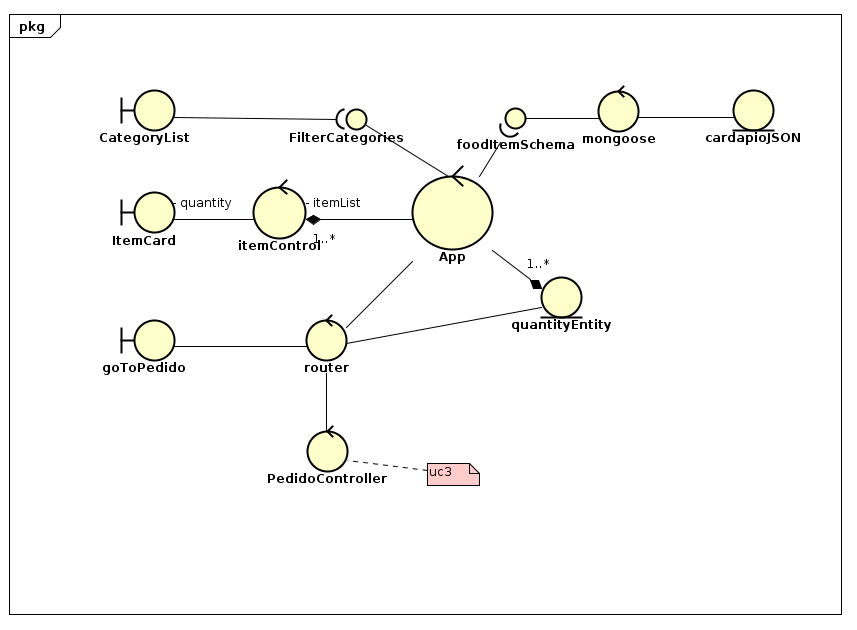 pkg
CategoryList
FilterCategories
foodItemSchema
mongoose
cardapioJSON
- quantity
- itemList
ItemCard
itemControl
1..*
App
1..*
quantityEntity
goToPedido
router
PedidoController
uc3